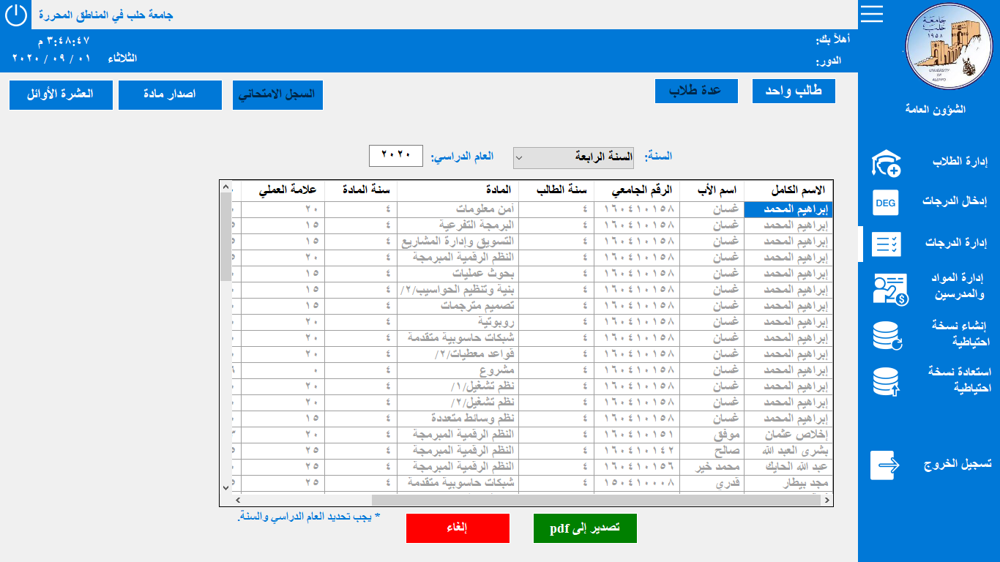 جامعة حلب في المناطق المحررة
أهلاً بك:
٣:٤٨:٤٧ م
الدور:
الثلاثاء ٠١ / ٠٩ / ٢٠٢٠
جامعة حلب
١٩٥٨
UNIVERSITY OF ALEPPO
الشؤون العامة
إدارة الطلاب
DEG
إدخال الدرجات
إدارة الدرجات
إدارة المواد
والمدرسين
إنشاء نسخة
احتياطية
استعادة نسخة
احتياطية
تسجيل الخروج
طالب واحد
عدة طلاب
السجل الامتحاني
اصدار مادة
العشرة الأوائل
السنة: السنة الرابعة العام الدراسي: ٢٠٢٠
الاسم الكامل اسم الأب الرقم الجامعي سنة الطالب المادة سنة المادة علامة العملي
إبراهيم المحمد غسان ١٦٠٤١٠١٥٨ ٤ أمن معلومات ٤ ٢٠
إبراهيم المحمد غسان ١٦٠٤١٠١٥٨ ٤ البرمجة التفرعية ٤ ١٥
إبراهيم المحمد غسان ١٦٠٤١٠١٥٨ ٤ التسويق وإدارة المشاريع ٤ ١٥
إبراهيم المحمد غسان ١٦٠٤١٠١٥٨ ٤ النظم الرقمية المبرمجة ٤ ٢٠
إبراهيم المحمد غسان ١٦٠٤١٠١٥٨ ٤ بحوث عمليات ٤ ١٥
إبراهيم المحمد غسان ١٦٠٤١٠١٥٨ ٤ بنية وتنظيم الحواسيب/٢/ ٤ ١٥
إبراهيم المحمد غسان ١٦٠٤١٠١٥٨ ٤ تصميم مترجمات ٤ ١٥
إبراهيم المحمد غسان ١٦٠٤١٠١٥٨ ٤ روبوتية ٤ ٢٠
إبراهيم المحمد غسان ١٦٠٤١٠١٥٨ ٤ شبكات حاسوبية متقدمة ٤ ٢٠
إبراهيم المحمد غسان ١٦٠٤١٠١٥٨ ٤ قواعد معطيات/٢/ ٤ ٢٠
إبراهيم المحمد غسان ١٦٠٤١٠١٥٨ ٤ مشروع ٤ ٠
إبراهيم المحمد غسان ١٦٠٤١٠١٥٨ ٤ نظم تشغيل/١/ ٤ ٢٠
إبراهيم المحمد غسان ١٦٠٤١٠١٥٨ ٤ نظم تشغيل/٢/ ٤ ٢٠
إبراهيم المحمد غسان ١٦٠٤١٠١٥٨ ٤ نظم وسائط متعددة ٤ ١٥
إخلاص عثمان موفق ١٦٠٤١٠١٥١ ٤ النظم الرقمية المبرمجة ٤ ٢٠
بشرى العبد الله صالح ١٦٠٤١٠١٤٢ ٤ النظم الرقمية المبرمجة ٤ ٢٥
عبد الله الحايك محمد خير ١٦٠٤١٠١٥٦ ٤ النظم الرقمية المبرمجة ٤ ٢٥
مجد بيطار قدري ١٥٠٤١٠٠٠٨ ٤ شبكات حاسوبية متقدمة ٤ ٢٥
تصدير إلى pdf
إلغاء
* يجب تحديد العام الدراسي والسنة.